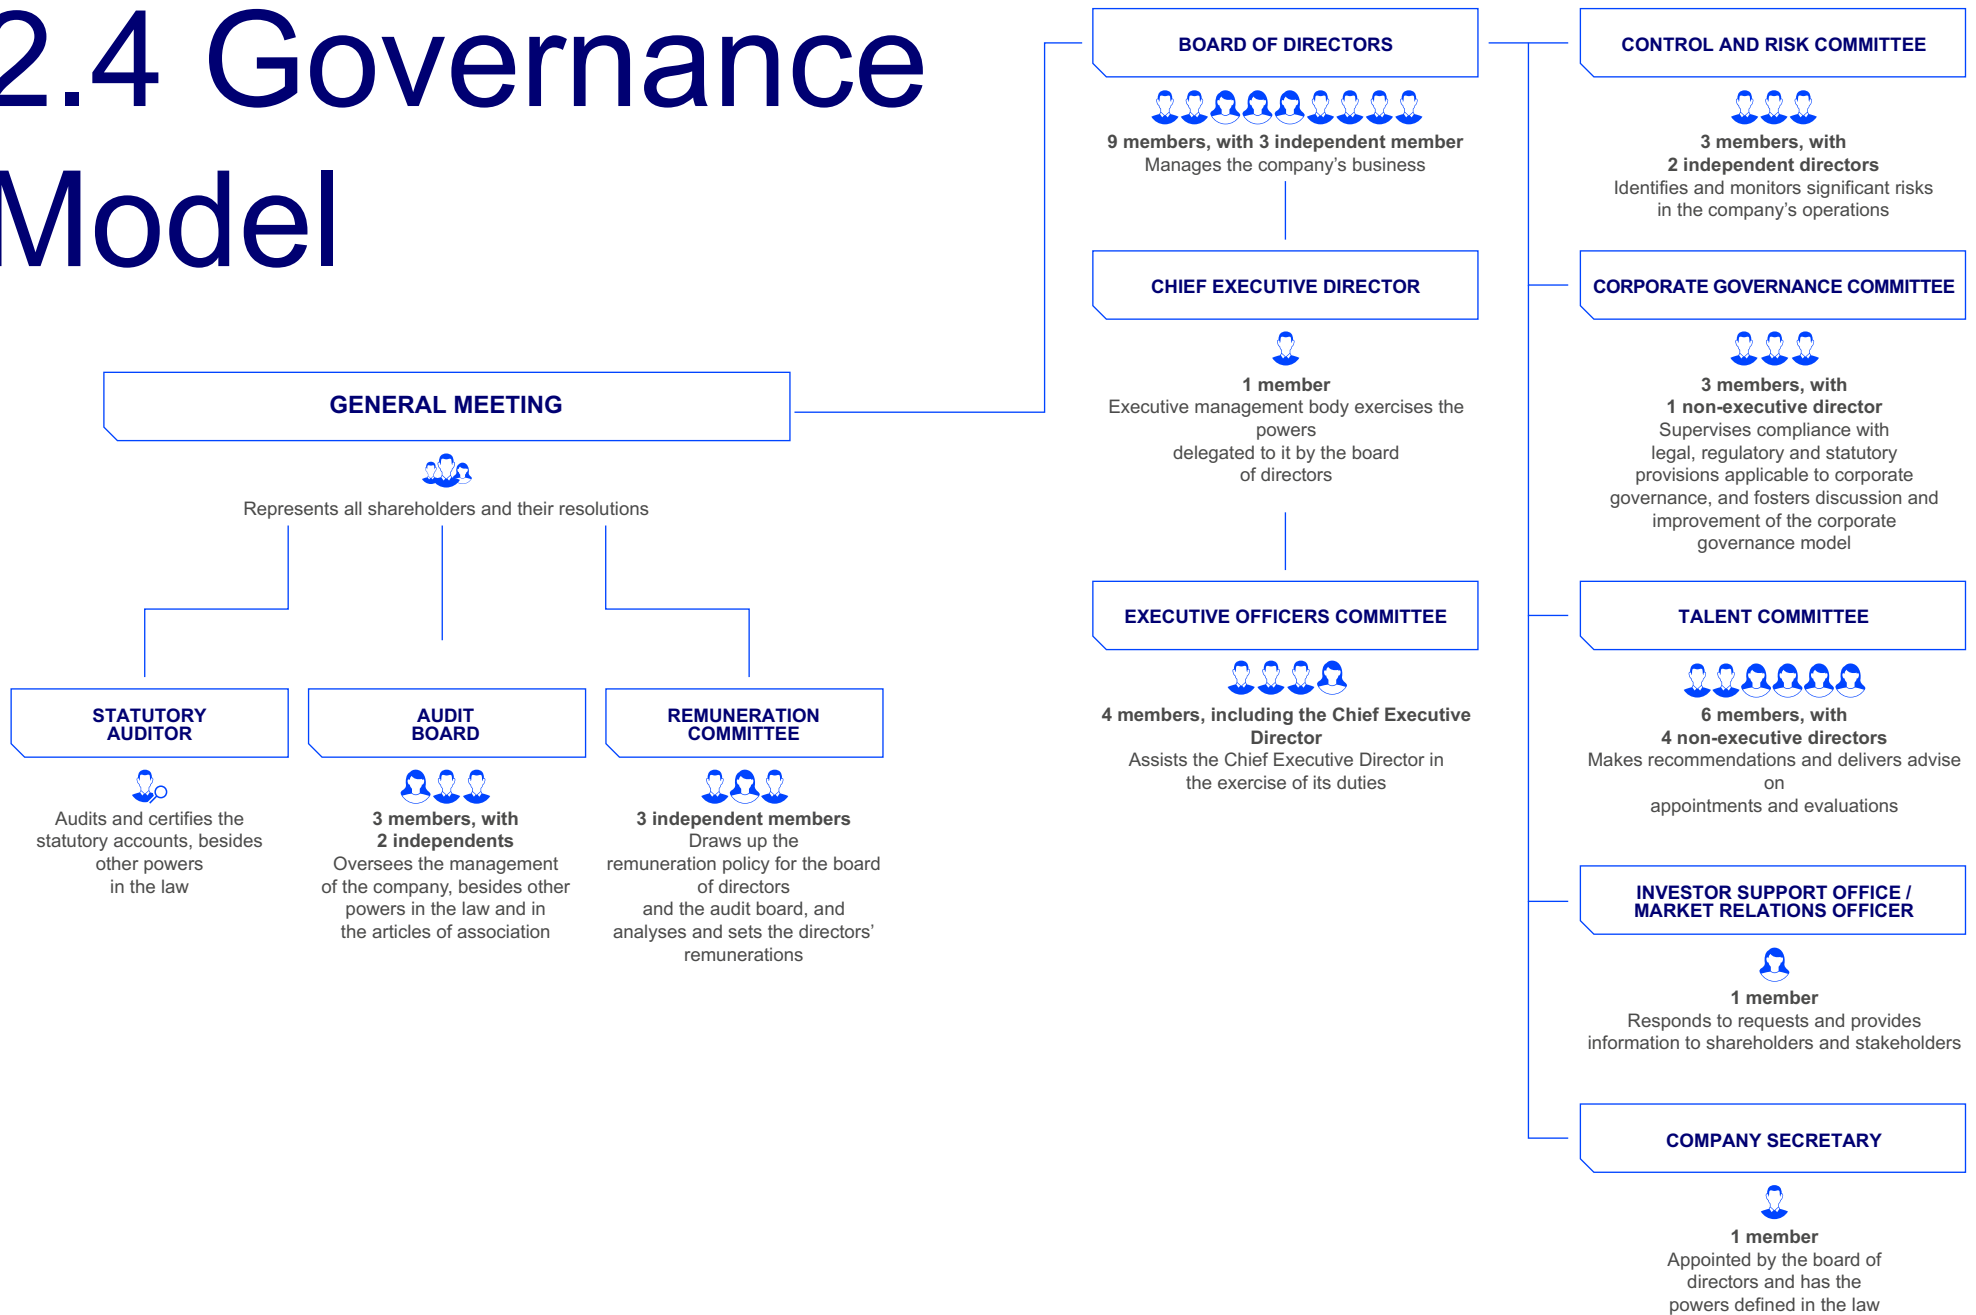 2.4 Governance
Model
GENERAL MEETING
Represents all shareholders and their resolutions
STATUTORY
AUDITOR
Audits and certifies the
statutory accounts, besides
other powers
in the law
AUDIT
BOARD
3 members, with
2 independents
Oversees the management
of the company, besides other
powers in the law and in
the articles of association
REMUNERATION
COMMITTEE
3 independent members
Draws up the
remuneration policy for the board
of directors
and the audit board, and
analyses and sets the directors’
remunerations
BOARD OF DIRECTORS
9 members, with 3 independent member
Manages the company’s business
CHIEF EXECUTIVE DIRECTOR
1 member
Executive management body exercises the
powers
delegated to it by the board
of directors
EXECUTIVE OFFICERS COMMITTEE
4 members, including the Chief Executive
Director
Assists the Chief Executive Director in
the exercise of its duties
CONTROL AND RISK COMMITTEE
3 members, with
2 independent directors
Identifies and monitors significant risks
in the company’s operations
CORPORATE GOVERNANCE COMMITTEE
3 members, with
1 non-executive director
Supervises compliance with
legal, regulatory and statutory
provisions applicable to corporate
governance, and fosters discussion and
improvement of the corporate
governance model
TALENT COMMITTEE
6 members, with
4 non-executive directors
Makes recommendations and delivers advise
on
appointments and evaluations
INVESTOR SUPPORT OFFICE /
MARKET RELATIONS OFFICER
1 member
Responds to requests and provides
information to shareholders and stakeholders
COMPANY SECRETARY
1 member
Appointed by the board of
directors and has the
powers defined in the law